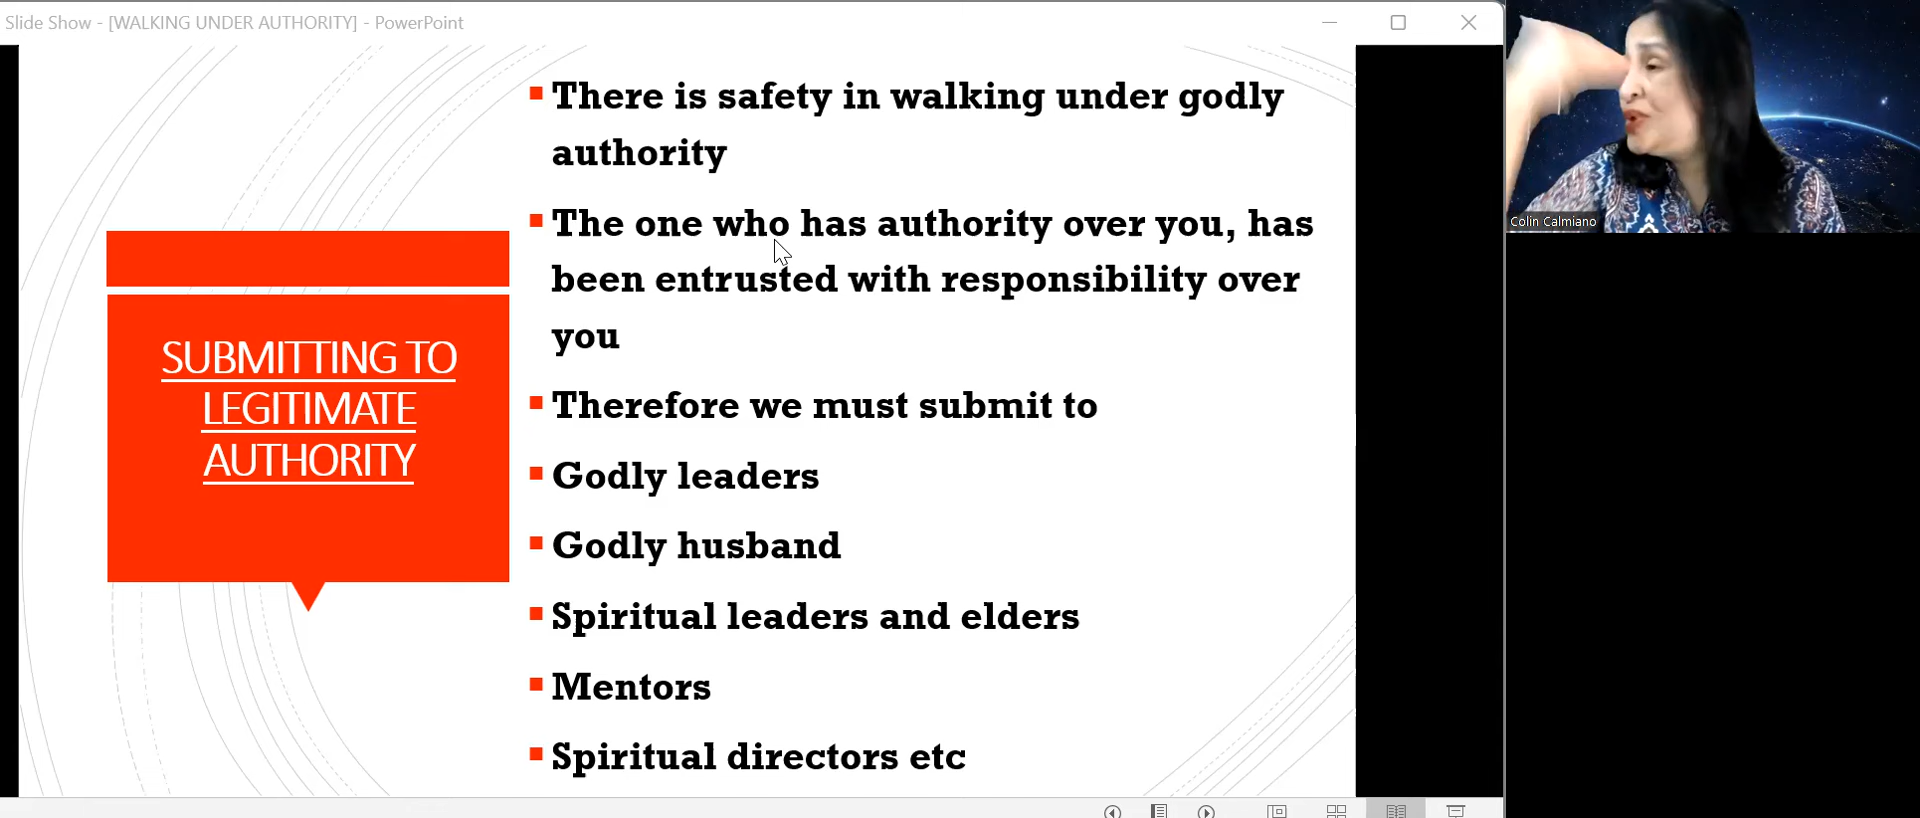 Slide Show - [WALKING UNDER AUTHORITY] - PowerPoint
SUBMITTING TO
LEGITIMATE
AUTHORITY
There is safety in walking under godly
authority
The one who has authority over you, has
been entrusted with responsibility over
you
Therefore we must submit to
Godly leaders
Godly husband
Spiritual leaders and elders
Mentors
Spiritual directors etc
Colin Calmiano